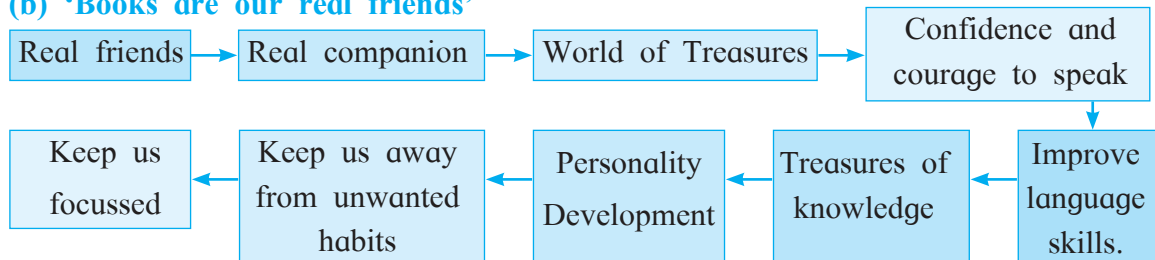 (b) ‘Books are our real friends’
Real friends
Real companion
World of Treasures
Confidence and
courage to speak
Improve
language
skills.
Treasures of
knowledge
Personality
Development
Keep us away
from unwanted
habits
Keep us
focussed